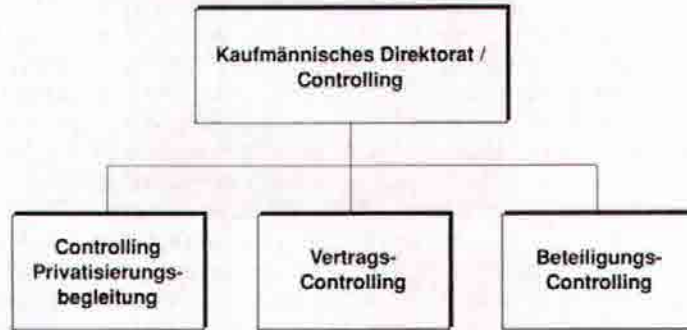 Kaufmännisches Direktorat /
Controlling
Controlling
Privatisierungs-
begleitung
Vertrags-
Controlling
Beteiligungs-
Controlling